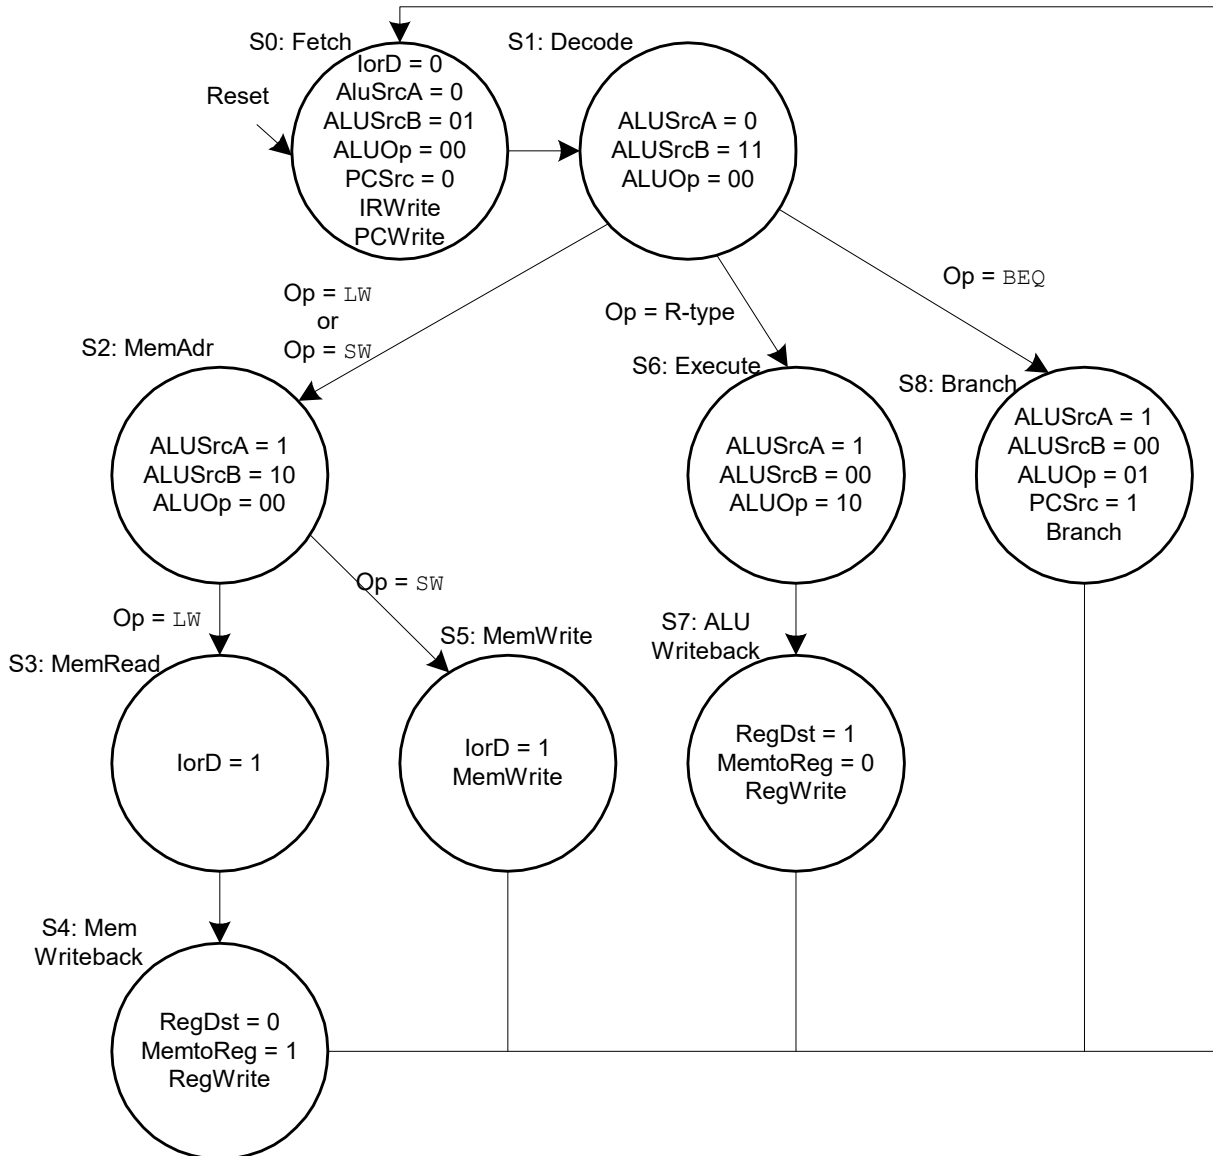 S0: Fetch
S1: Decode
Reset
IorD = 0
AluSrcA = 0
ALUSrcB = 01
ALUOp = 00
PCSrc = 0
IRWrite
PCWrite
ALUSrcA = 0
ALUSrcB = 11
ALUOp = 00
Op = LW
or
Op = SW
Op = R-type
Op = BEQ
S2: MemAdr
S6: Execute
S8: Branch
ALUSrcA = 1
ALUSrcB = 10
ALUOp = 00
ALUSrcA = 1
ALUSrcB = 00
ALUOp = 10
ALUSrcA = 1
ALUSrcB = 00
ALUOp = 01
PCSrc = 1
Branch
Op = LW
Op = SW
S3: MemRead
S5: MemWrite
S7: ALU
Writeback
IorD = 1
IorD = 1
MemWrite
RegDst = 1
MemtoReg = 0
RegWrite
S4: Mem
Writeback
RegDst = 0
MemtoReg = 1
RegWrite